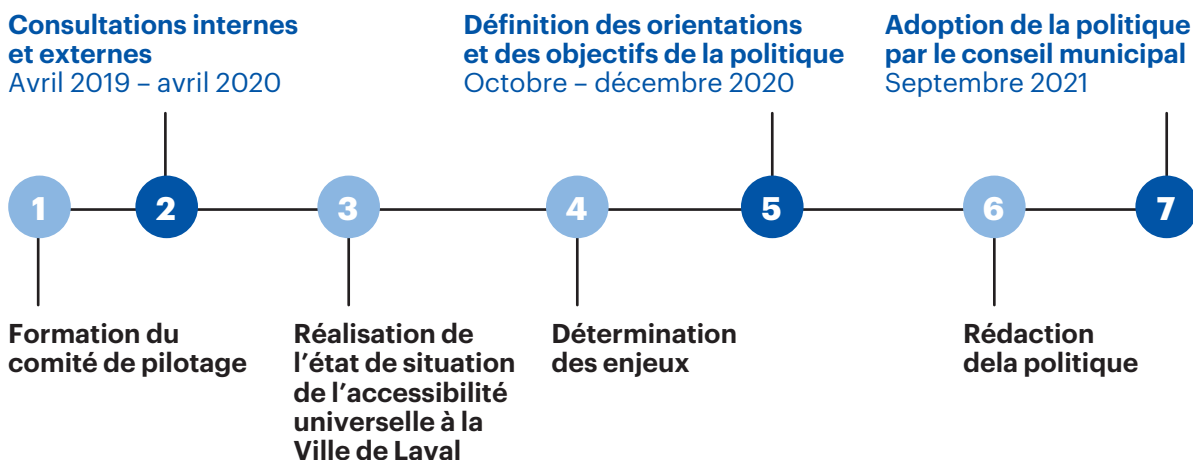 Consultations internes
et externes
Avril 2019 – avril 2020
Définition des orientations
et des objectifs de la politique
Octobre – décembre 2020
Adoption de la politique
par le conseil municipal
Septembre 2021
1
2
3
4
5
6
7
Formation du
comité de pilotage
Réalisation de
l’état de situation
de l’accessibilité
universelle à la
Ville de Laval
Détermination
des enjeux
Rédaction
dela politique